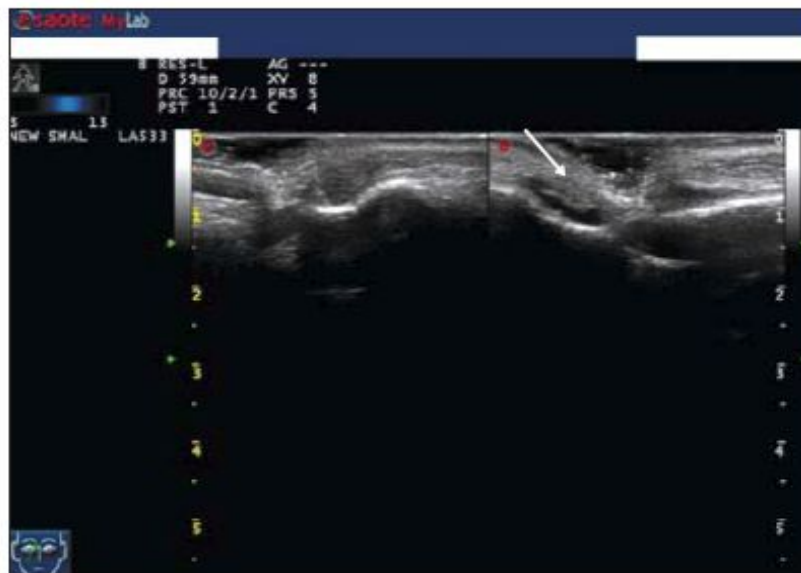 esaote MyLab
B RES-L AG ---
D 59mm XV 8
PRC 10/2/1 PRS 5
PST 1 C 4
5 13
NEW SMAL LA533
0 0
1 1
2 2
3 3
4 4
5 5